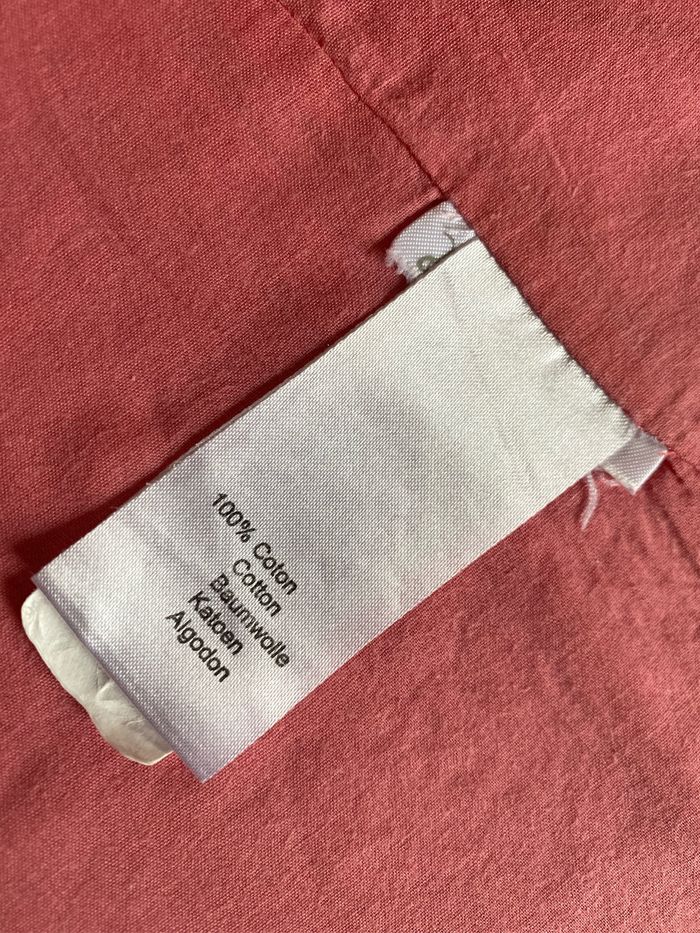 100% Coton
Cotton
Baumwolle
Katoen
Algodon